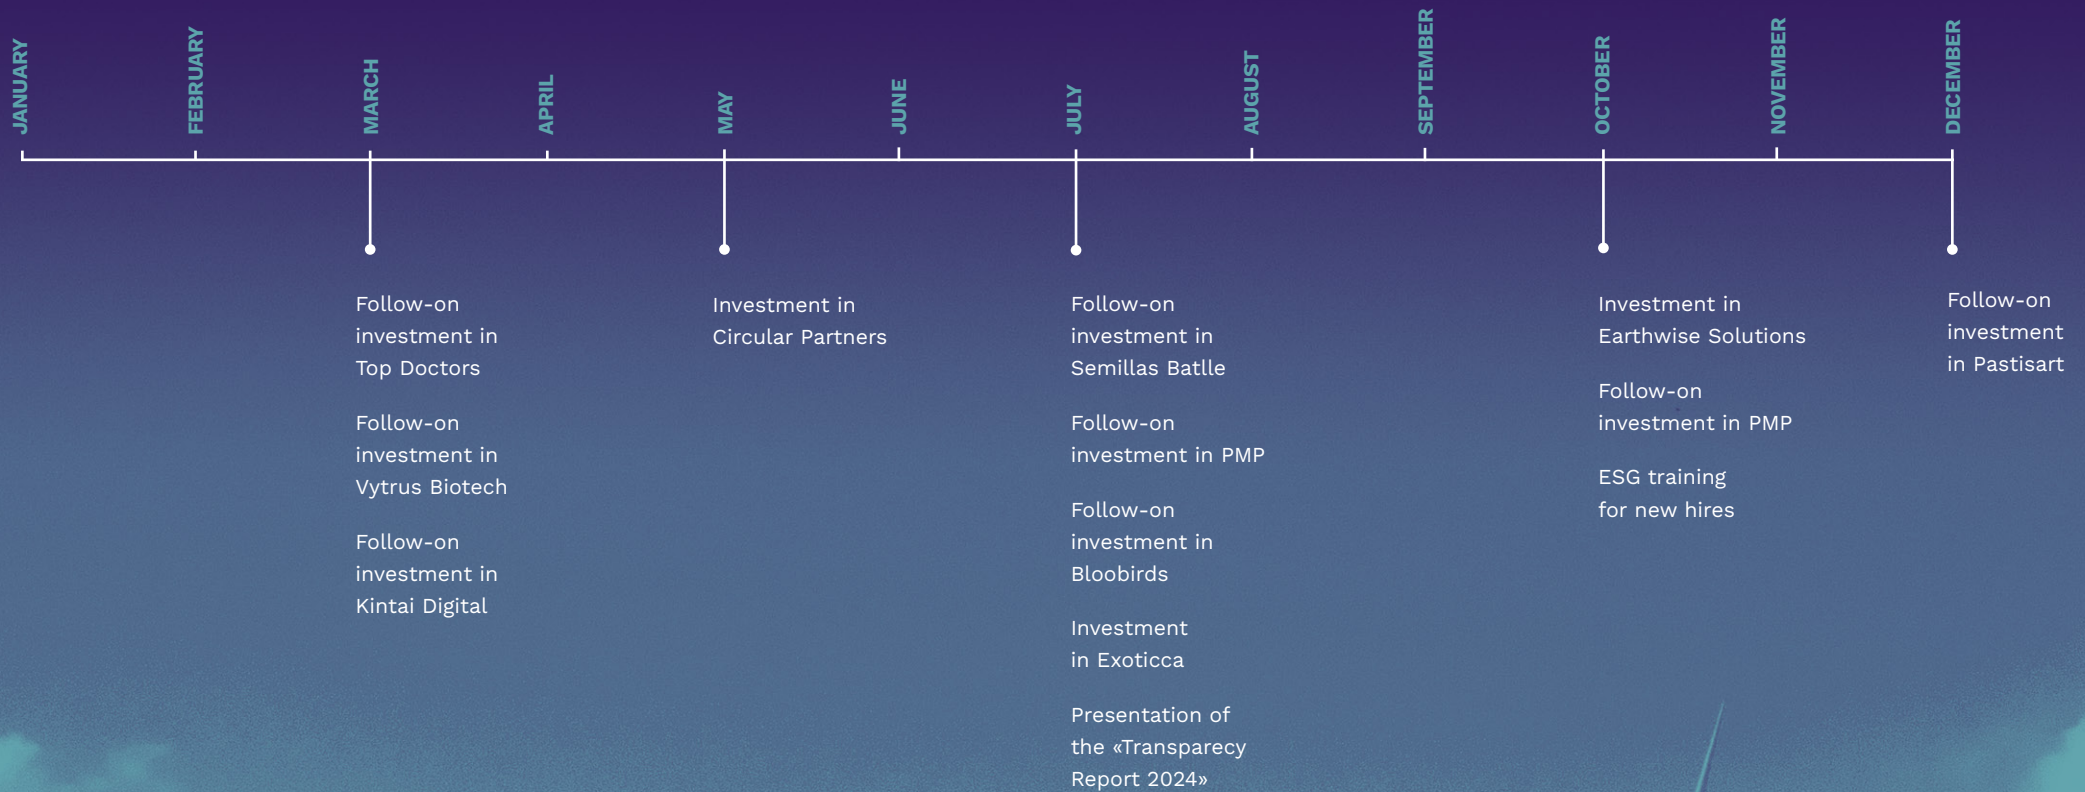 JANUARY
FEBRUARY
MARCH
APRIL
MAY
JUNE
JULY
AUGUST
SEPTEMBER
OCTOBER
NOVEMBER
DECEMBER
Follow-on
investment in
Top Doctors
Follow-on
investment in
Vytrus Biotech
Follow-on
investment in
Kintai Digital
Investment in
Circular Partners
Follow-on
investment in
Semillas Batlle
Follow-on
investment in PMP
Follow-on
investment in
Bloobirds
Investment
in Exoticca
Presentation of
the «Transparecy
Report 2024»
Investment in
Earthwise Solutions
Follow-on
investment in PMP
ESG training
for new hires
Follow-on
investment
in Pastisart